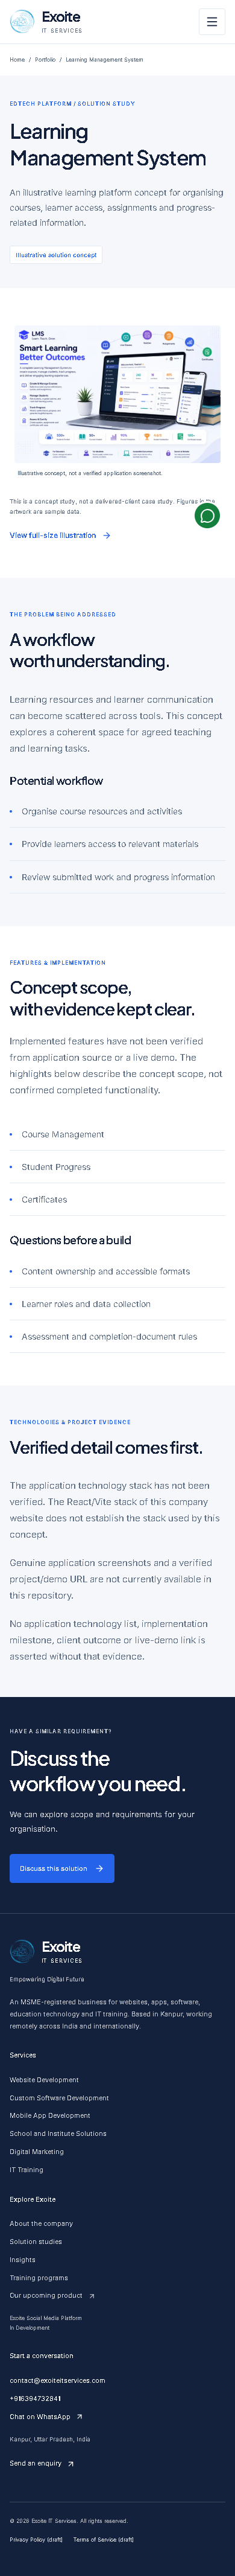 Exoite
IT SERVICES
Home / Portfolio / Learning Management System
EDTECH PLATFORM / SOLUTION STUDY
Learning
Management System
An illustrative learning platform concept for organising
courses, learner access, assignments and progress-
related information.
Illustrative solution concept
LMS
Smart Learning
Better Outcomes
Illustrative concept, not a verified application screenshot.
This is a concept study, not a delivered-client case study. Figures in the
artwork are sample data.
View full-size illustration
THE PROBLEM BEING ADDRESSED
A workflow
worth understanding.
Learning resources and learner communication
can become scattered across tools. This concept
explores a coherent space for agreed teaching
and learning tasks.
Potential workflow
Organise course resources and activities
Provide learners access to relevant materials
Review submitted work and progress information
FEATURES & IMPLEMENTATION
Concept scope,
with evidence kept clear.
Implemented features have not been verified
from application source or a live demo. The
highlights below describe the concept scope, not
confirmed completed functionality.
Course Management
Student Progress
Certificates
Questions before a build
Content ownership and accessible formats
Learner roles and data collection
Assessment and completion-document rules
TECHNOLOGIES & PROJECT EVIDENCE
Verified detail comes first.
The application technology stack has not been
verified. The React/Vite stack of this company
website does not establish the stack used by this
concept.
Genuine application screenshots and a verified
project/demo URL are not currently available in
this repository.
No application technology list, implementation
milestone, client outcome or live-demo link is
asserted without that evidence.
HAVE A SIMILAR REQUIREMENT?
Discuss the
workflow you need.
We can explore scope and requirements for your
organisation.
Discuss this solution
Exoite
IT SERVICES
Empowering Digital Future
An MSME-registered business for websites, apps, software,
education technology and IT training. Based in Kanpur, working
remotely across India and internationally.
Services
Website Development
Custom Software Development
Mobile App Development
School and Institute Solutions
Digital Marketing
IT Training
Explore Exoite
About the company
Solution studies
Insights
Training programs
Our upcoming product
Exoite Social Media Platform
In Development
Start a conversation
contact@exoiteitservices.com
+916394732841
Chat on WhatsApp
Kanpur, Uttar Pradesh, India
Send an enquiry
© 2026 Exoite IT Services. All rights reserved.
Privacy Policy (draft) Terms of Service (draft)